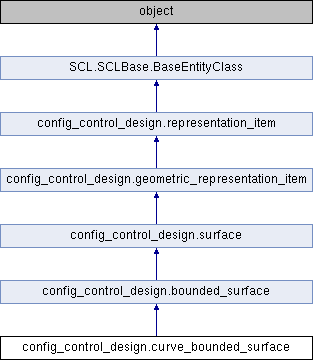 object
SCL.SCLBase.BaseEntityClass
config_control_design.representation_item
config_control_design.geometric_representation_item
config_control_design.surface
config_control_design.bounded_surface
config_control_design.curve_bounded_surface